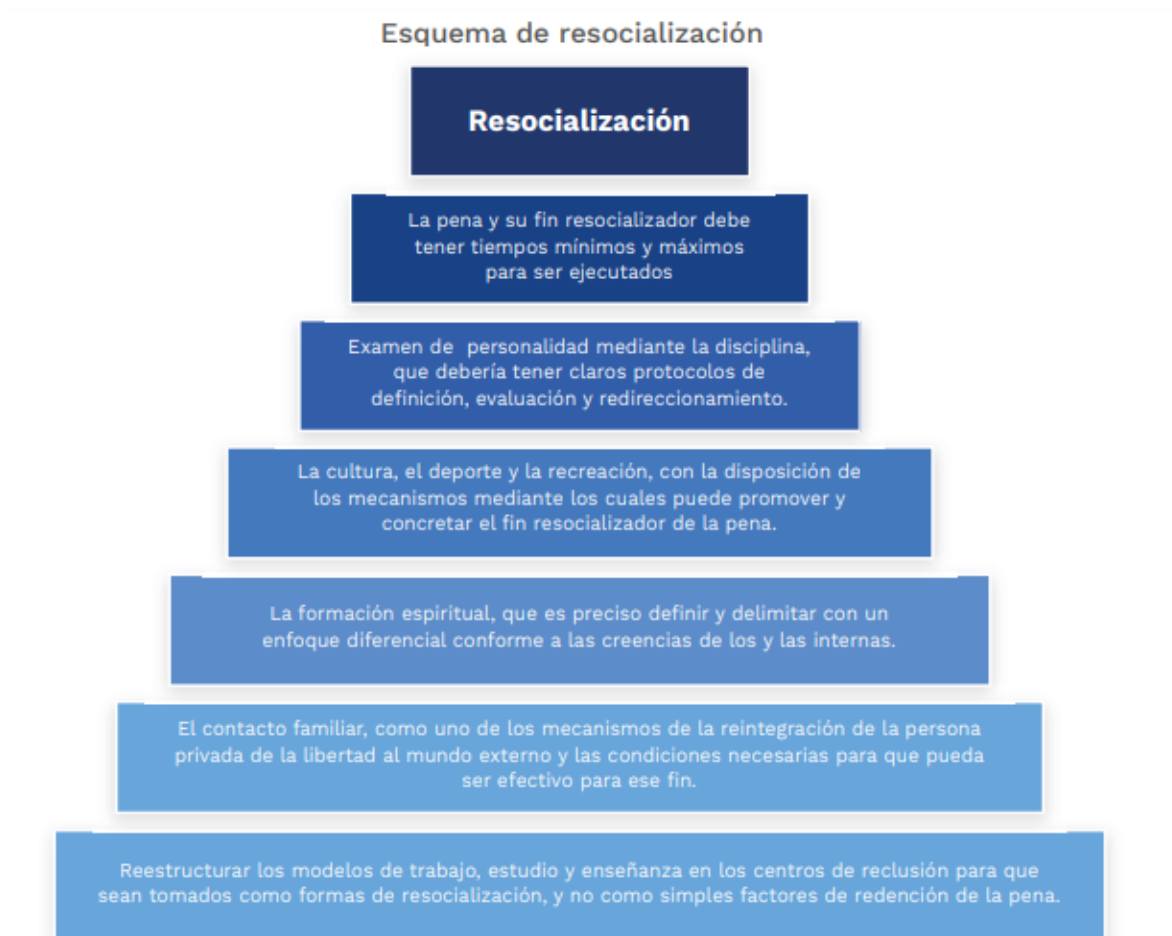 Esquema de resocialización
Resocialización
La pena y su fin resocializador debe
tener tiempos mínimos y máximos
para ser ejecutados
Examen de  personalidad mediante la disciplina,
que debería tener claros protocolos de
definición, evaluación y redireccionamiento.
La cultura, el deporte y la recreación, con la disposición de
los mecanismos mediante los cuales puede promover y
concretar el fin resocializador de la pena.
La formación espiritual, que es preciso definir y delimitar con un
enfoque diferencial conforme a las creencias de los y las internas.
El contacto familiar, como uno de los mecanismos de la reintegración de la persona
privada de la libertad al mundo externo y las condiciones necesarias para que pueda
ser efectivo para ese fin.
Reestructurar los modelos de trabajo, estudio y enseñanza en los centros de reclusión para que
sean tomados como formas de resocialización, y no como simples factores de redención de la pena.